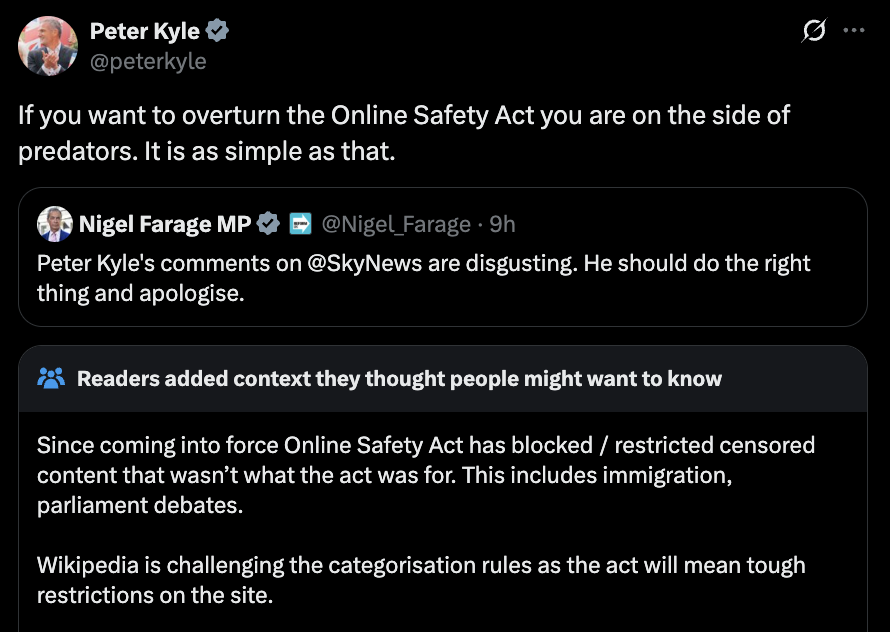 Peter Kyle
@peterkyle
If you want to overturn the Online Safety Act you are on the side of
predators. It is as simple as that.
Nigel Farage MP @Nigel_Farage · 9h
Peter Kyle's comments on @SkyNews are disgusting. He should do the right
thing and apologise.
Readers added context they thought people might want to know
Since coming into force Online Safety Act has blocked / restricted censored
content that wasn’t what the act was for. This includes immigration,
parliament debates.
Wikipedia is challenging the categorisation rules as the act will mean tough
restrictions on the site.